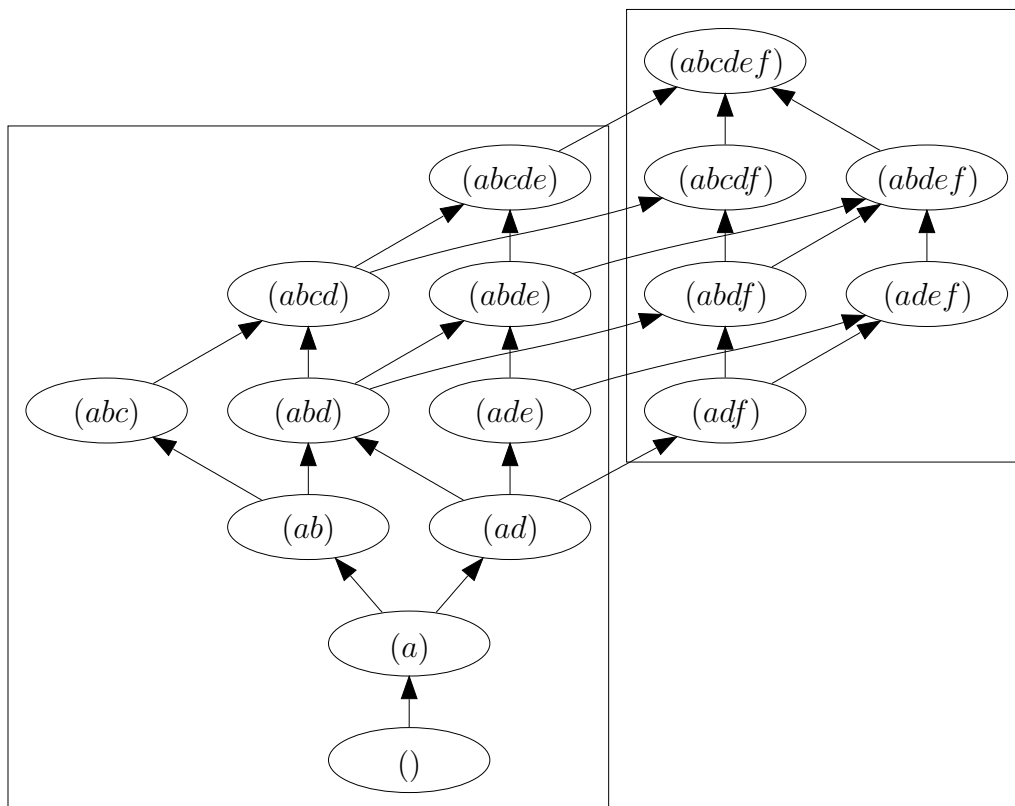 (abcdef)
(abcde) (abcdf) (abdef)
(abcd) (abde) (abdf) (adef)
(abc) (abd) (ade) (adf)
(ab) (ad)
(a)
()